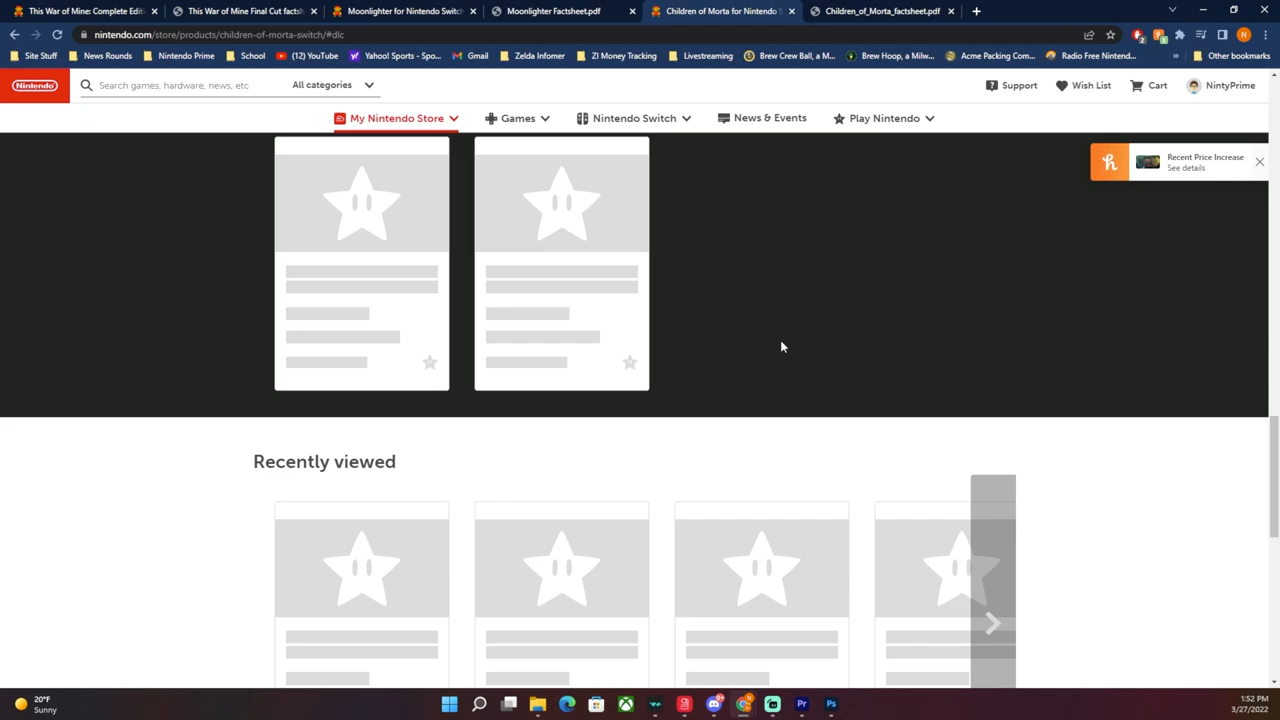 This War of Mine: Complete Edit
This War of Mine Final Cut factsh
Moonlighter for Nintendo Switch
Moonlighter Factsheet.pdf
Children of Morta for Nintendo S
Children_of_Morta_factsheet.pdf
nintendo.com/store/products/children-of-morta-switch/#dlc
Site Stuff
News Rounds
Nintendo Prime
School
(12) YouTube
Yahoo! Sports - Spo...
Gmail
Zelda Infomer
ZI Money Tracking
Livestreaming
Brew Crew Ball, a M...
Brew Hoop, a Milw...
Acme Packing Com...
Radio Free Nintend...
»
Other bookmarks
Nintendo
Search games, hardware, news, etc
All categories
Support
Wish List
Cart
NintyPrime
My Nintendo Store
Games
Nintendo Switch
News & Events
Play Nintendo
Recent Price Increase
See details
Recently viewed
20°F
Sunny
1:52 PM
3/27/2022